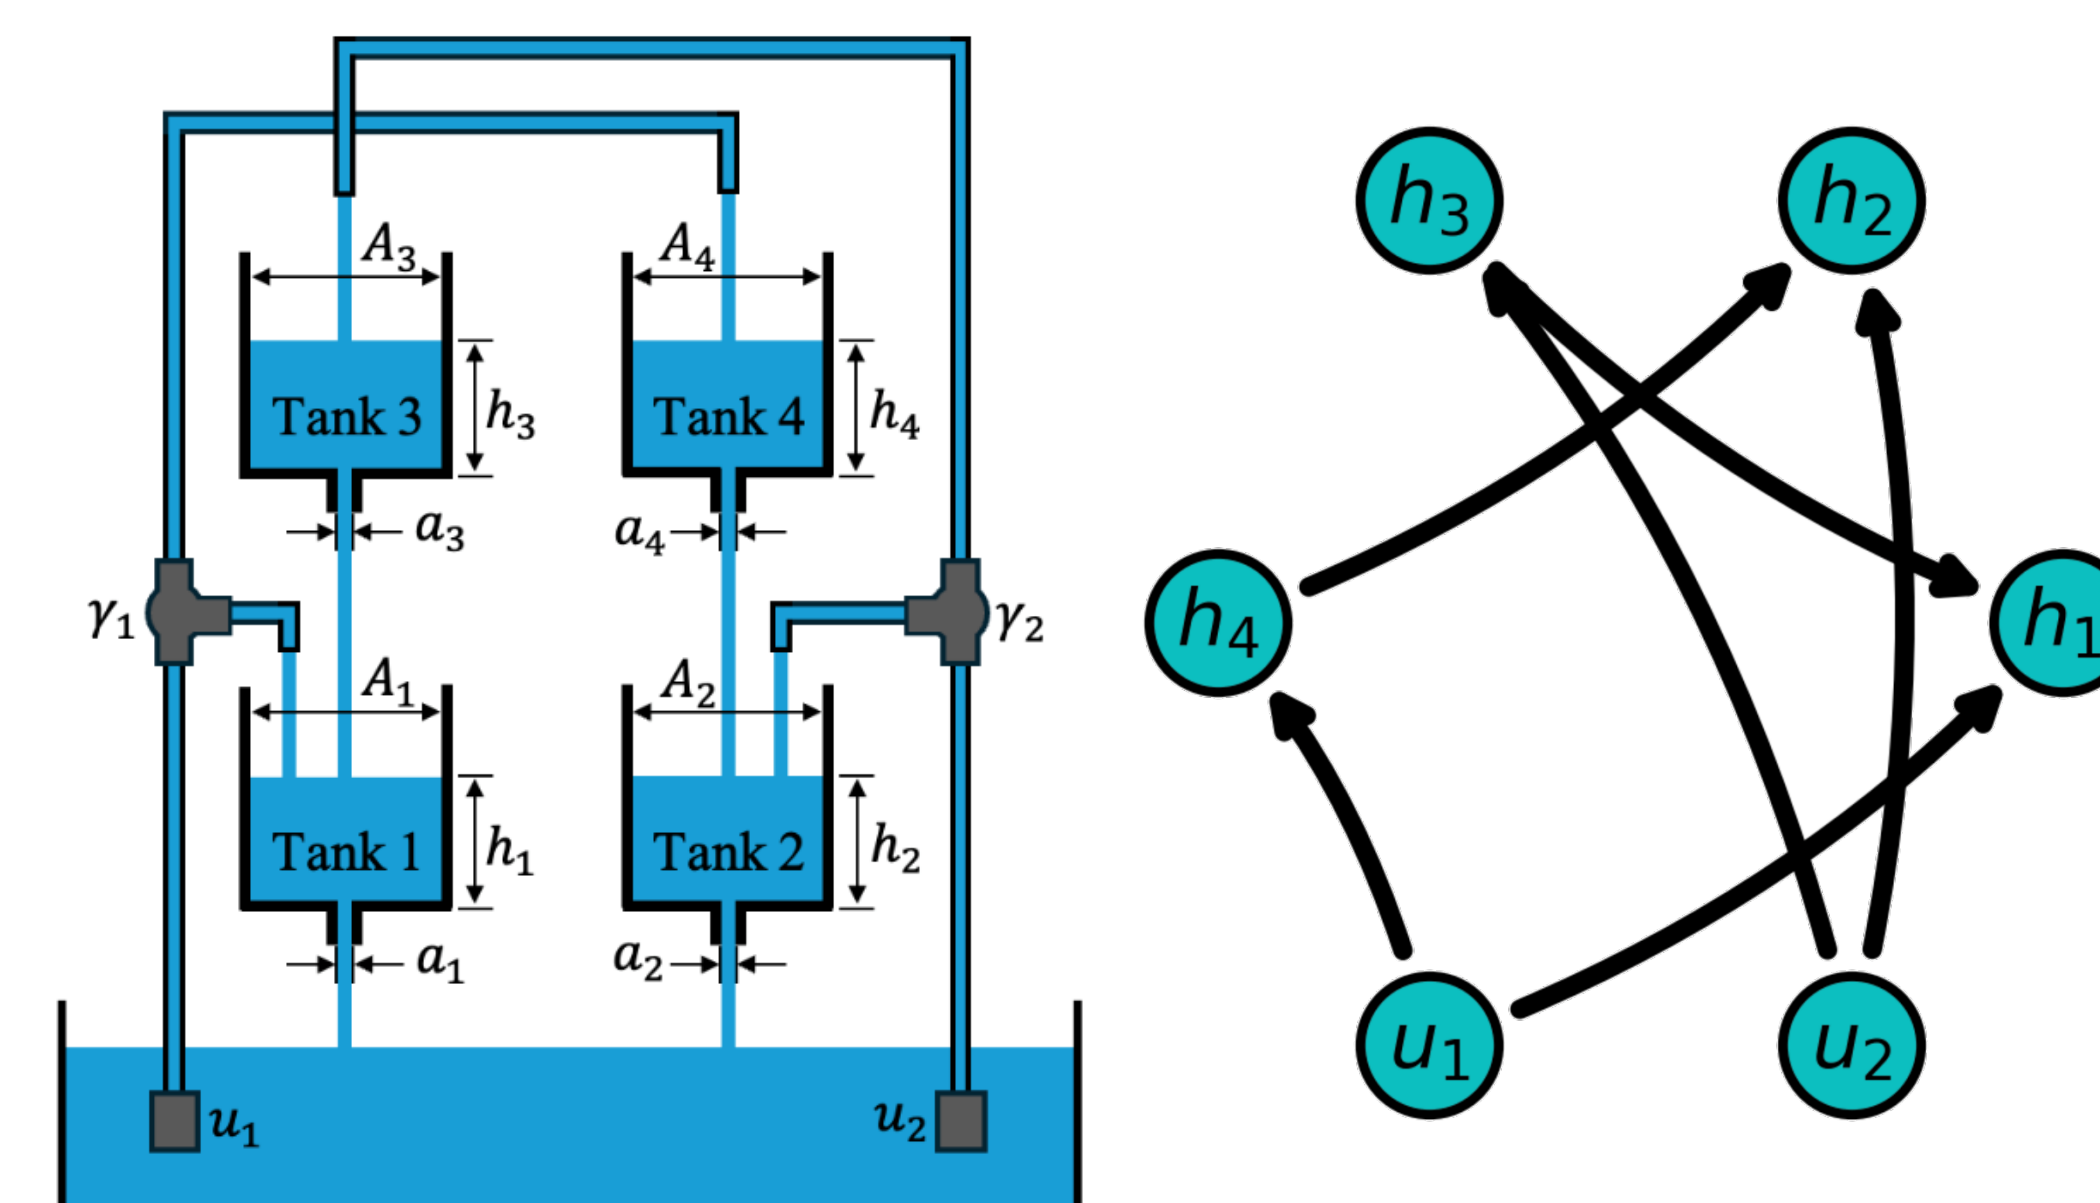 A₃
A₄
Tank 3
h₃
Tank 4
h₄
a₃
a₄
γ₁
γ₂
A₁
A₂
Tank 1
h₁
Tank 2
h₂
a₁
a₂
u₁
u₂
h₃
h₂
h₄
h₁
u₁
u₂